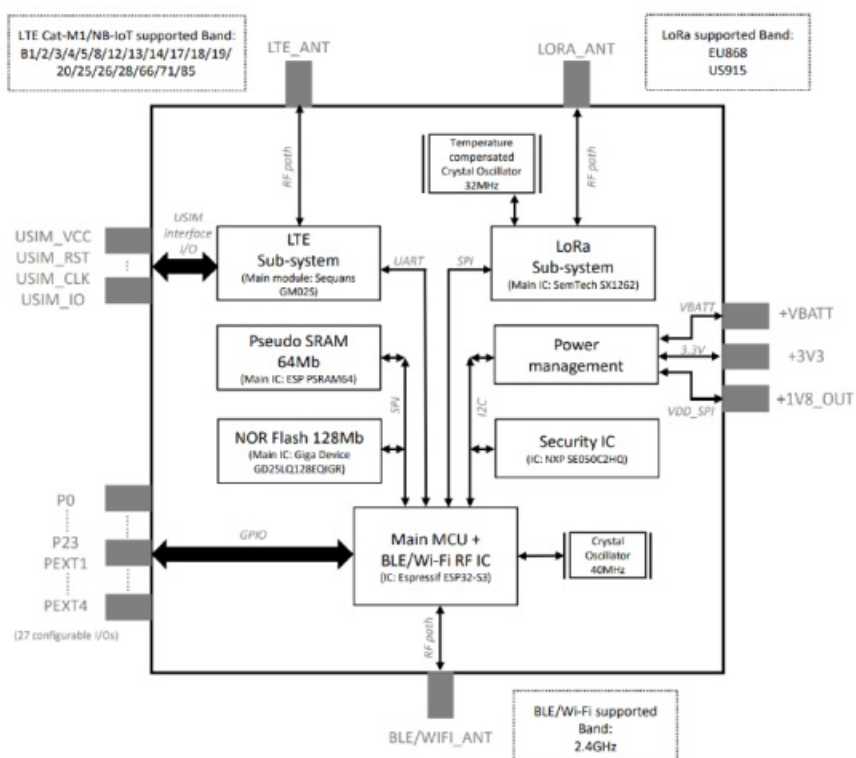 LTE Cat-M1/NB-IoT supported Band:
B1/2/3/4/5/8/12/13/14/17/18/19/
20/25/26/28/66/71/85
LTE_ANT
LORA_ANT
LoRa supported Band:
EU868
US915
RF path
Temperature
compensated
Crystal Oscillator
32MHz
RF path
USIM
interface
I/O
USIM_VCC
USIM_RST
USIM_CLK
USIM_IO
LTE
Sub-system
(Main module: Sequans
GM02S)
UART
SPI
LoRa
Sub-system
(Main IC: SemTech SX1262)
Pseudo SRAM
64Mb
(Main IC: ESP PSRAM64)
SPI
NOR Flash 128Mb
(Main IC: Giga Device
GD25LQ128EQIGR)
I2C
Power
management
VBATT
3.3V
VDD_SPI
+VBATT
+3V3
+1V8_OUT
Security IC
(IC: NXP SE050C2HQ)
P0
P23
PEXT1
PEXT4
(27 configurable I/Os)
GPIO
Main MCU +
BLE/Wi-Fi RF IC
(IC: Espressif ESP32-S3)
Crystal
Oscillator
40MHz
RF path
BLE/WIFI_ANT
BLE/Wi-Fi supported
Band:
2.4GHz